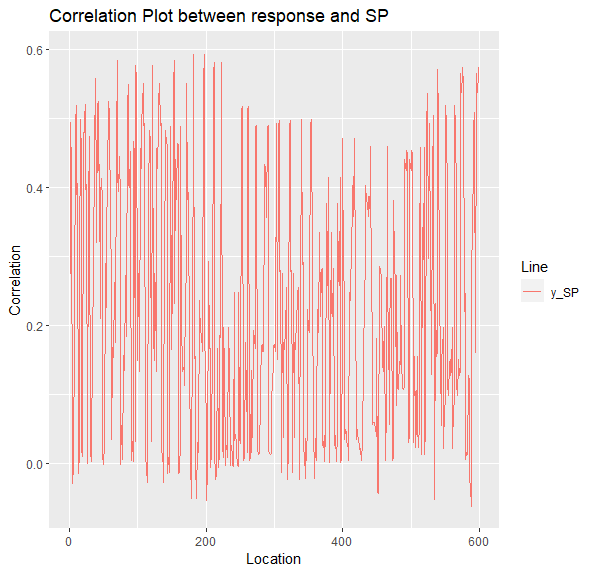 Correlation Plot between response and SP
Correlation
0.6
0.4
0.2
0.0
0
200
400
600
Location
Line
y_SP